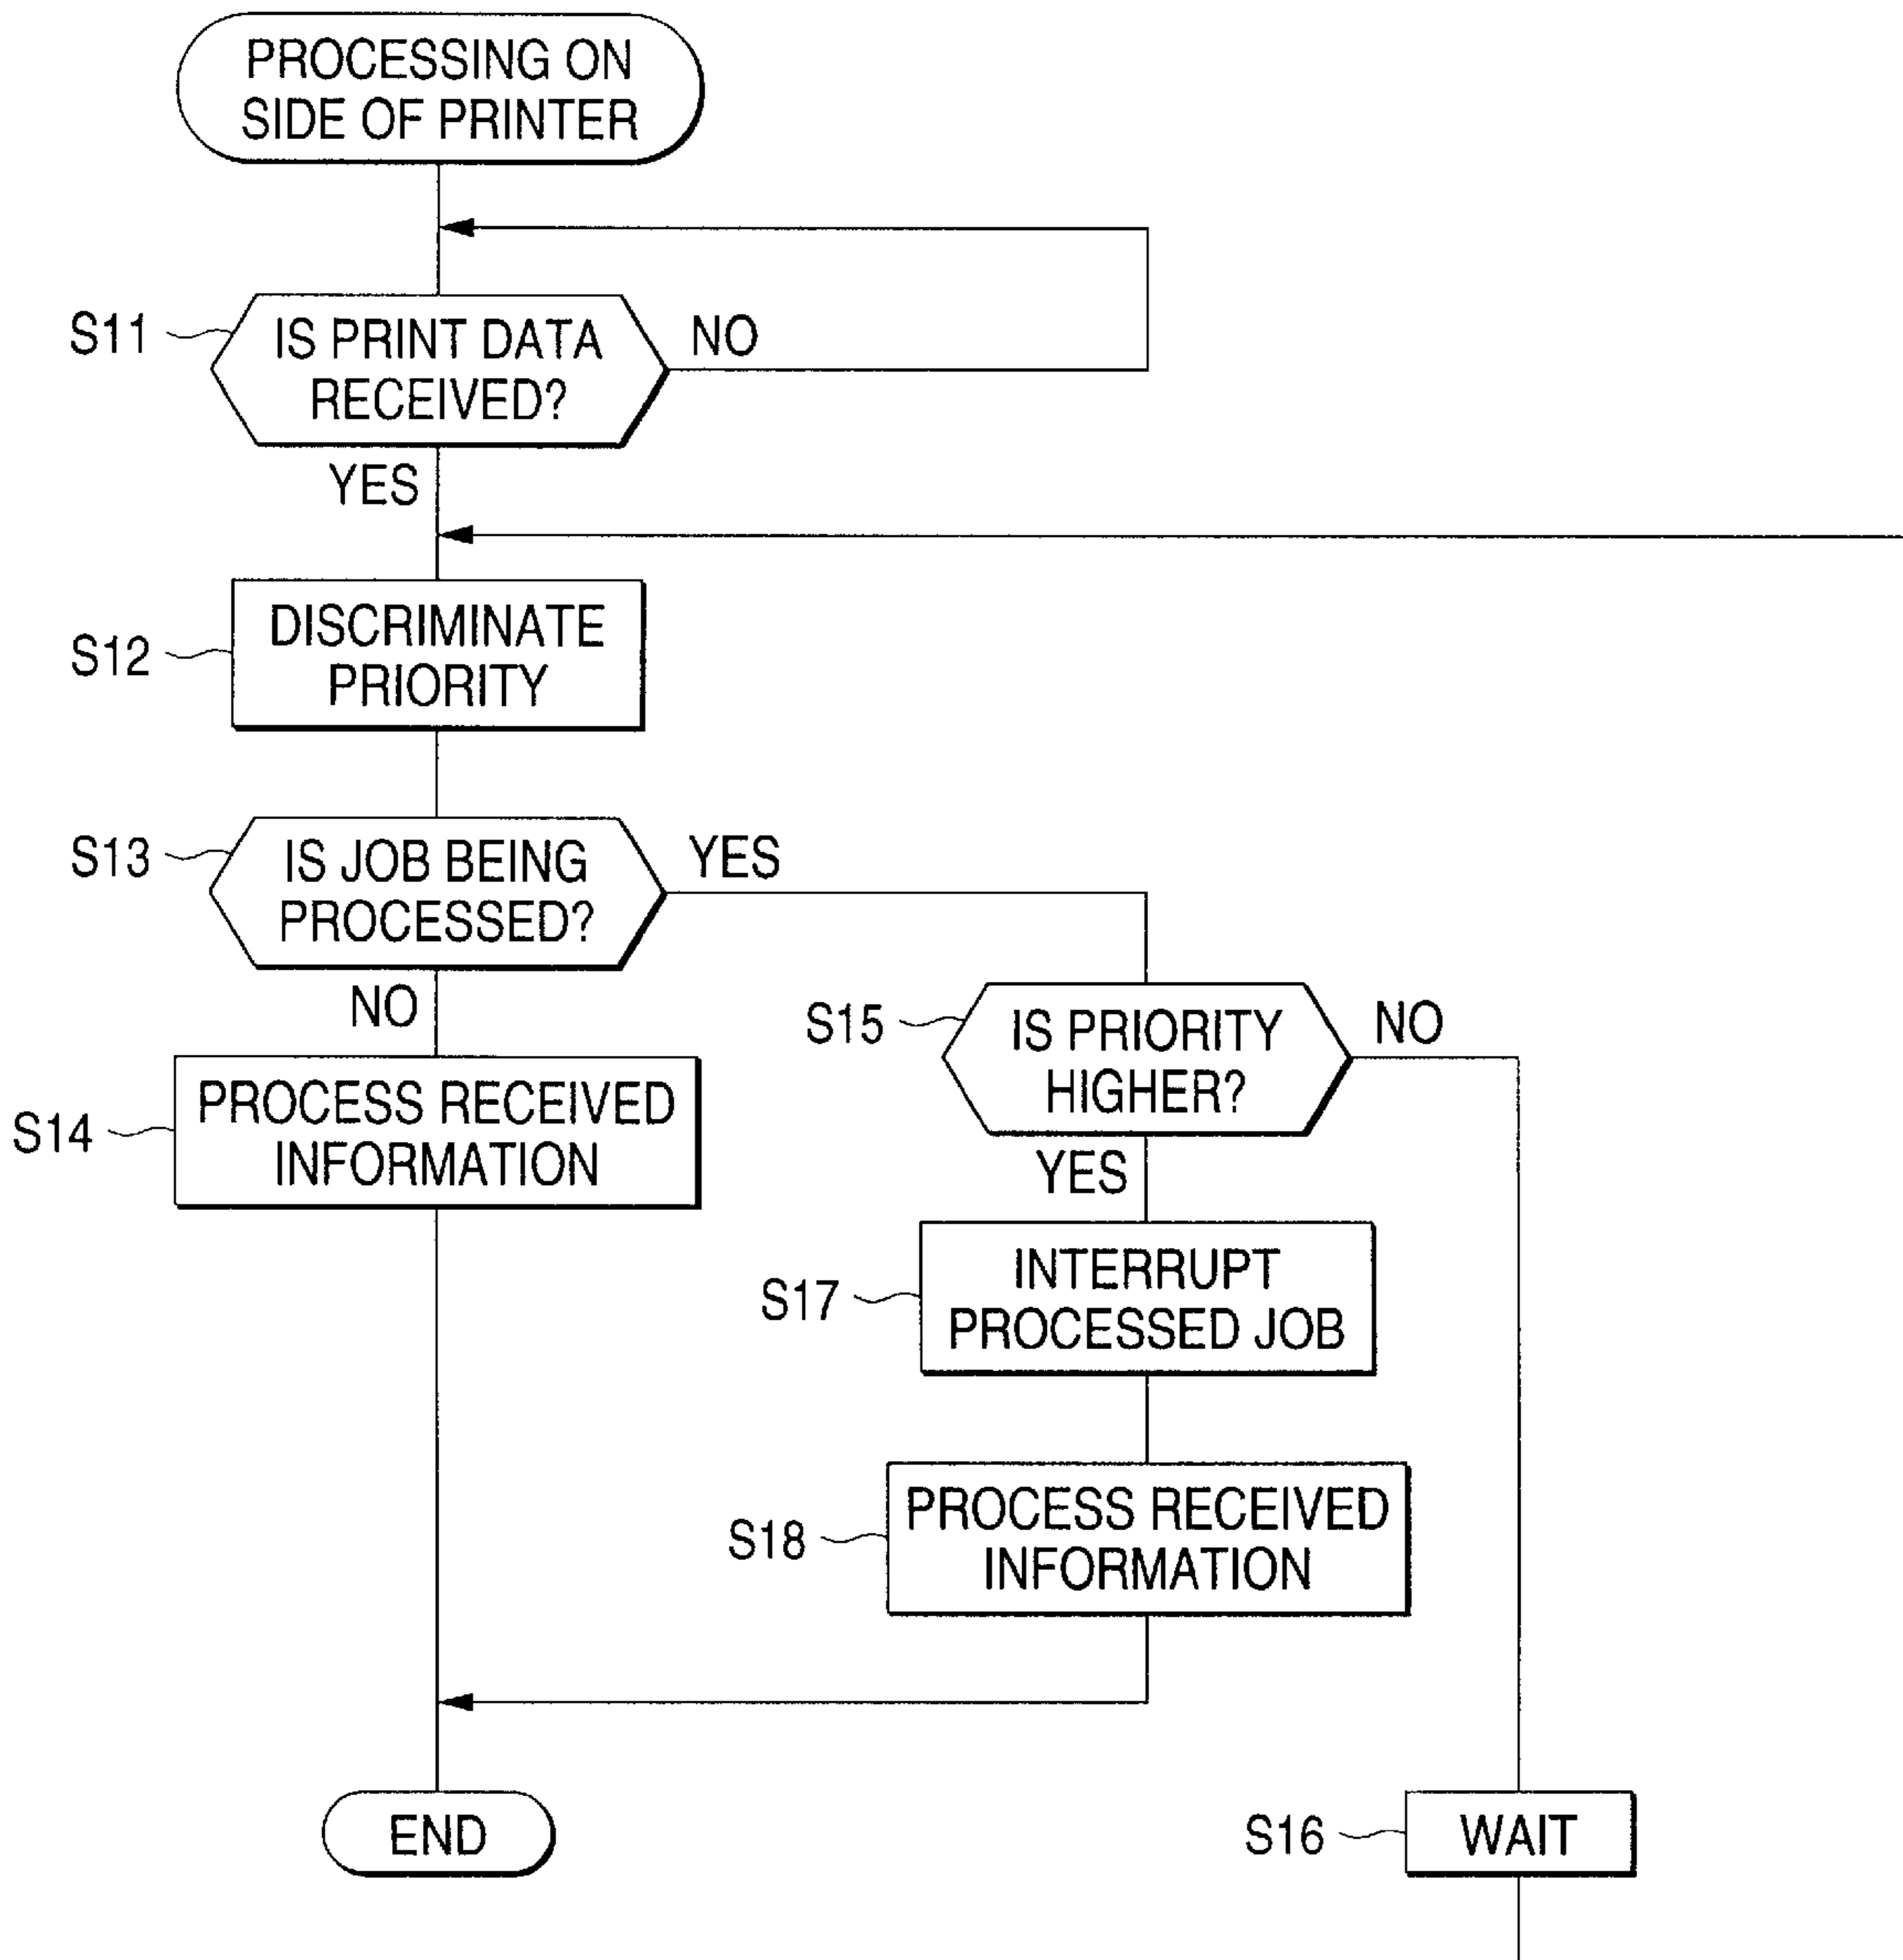 PROCESSING ON
SIDE OF PRINTER
S11
IS PRINT DATA
RECEIVED?
NO
YES
S12
DISCRIMINATE
PRIORITY
S13
IS JOB BEING
PROCESSED?
YES
NO
S14
PROCESS RECEIVED
INFORMATION
S15
IS PRIORITY
HIGHER?
NO
YES
S17
INTERRUPT
PROCESSED JOB
S18
PROCESS RECEIVED
INFORMATION
END
S16
WAIT